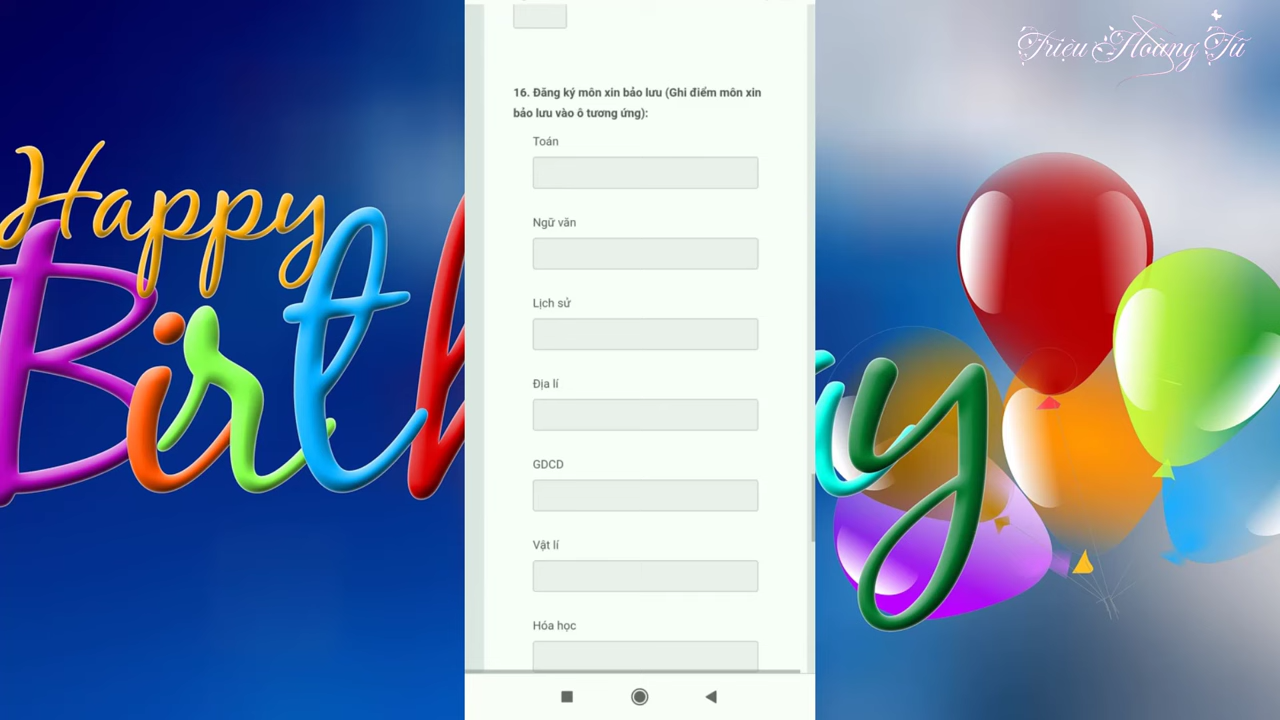 Triệu Hoàng Tú
Happy
Birth
y
16. Đăng ký môn xin bảo lưu (Ghi điểm môn xin
bảo lưu vào ô tương ứng):
Toán
Ngữ văn
Lịch sử
Địa lí
GDCD
Vật lí
Hóa học